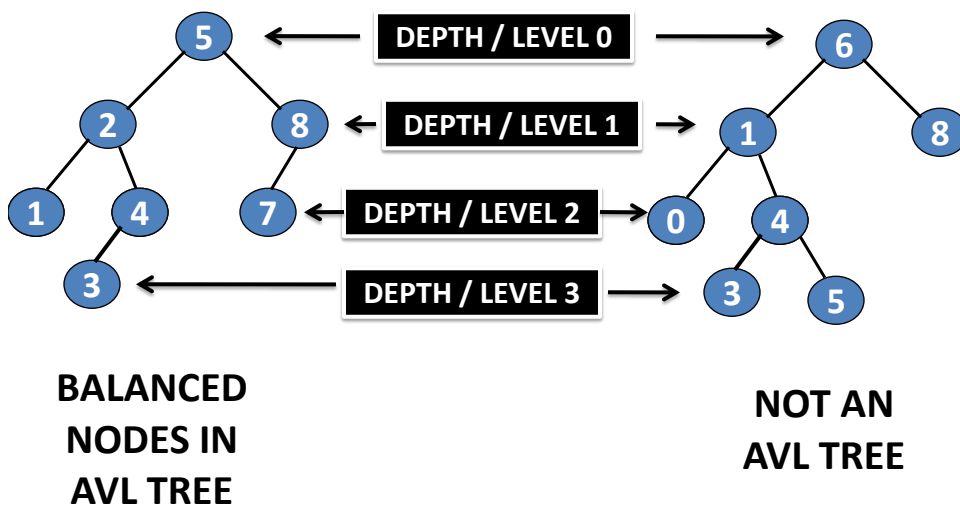 5
DEPTH / LEVEL 0
6
2
8
DEPTH / LEVEL 1
1
8
1
4
7
DEPTH / LEVEL 2
0
4
3
DEPTH / LEVEL 3
3
5
BALANCED
NODES IN
AVL TREE
NOT AN
AVL TREE